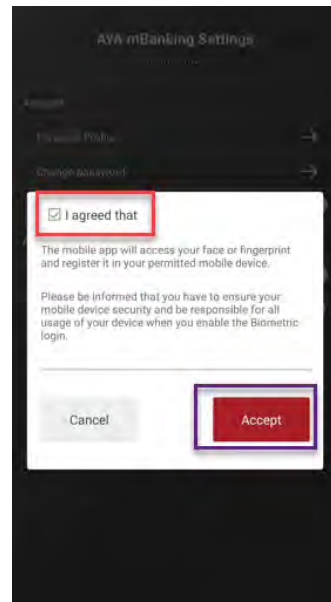 AYA mBanking Settings
Account
Personal Profile
Change Password
I agreed that
The mobile app will access your face or fingerprint
and register it in your permitted mobile device.
Please be informed that you have to ensure your
mobile device security and be responsible for all
usage of your device when you enable the Biometric
login.
Cancel
Accept